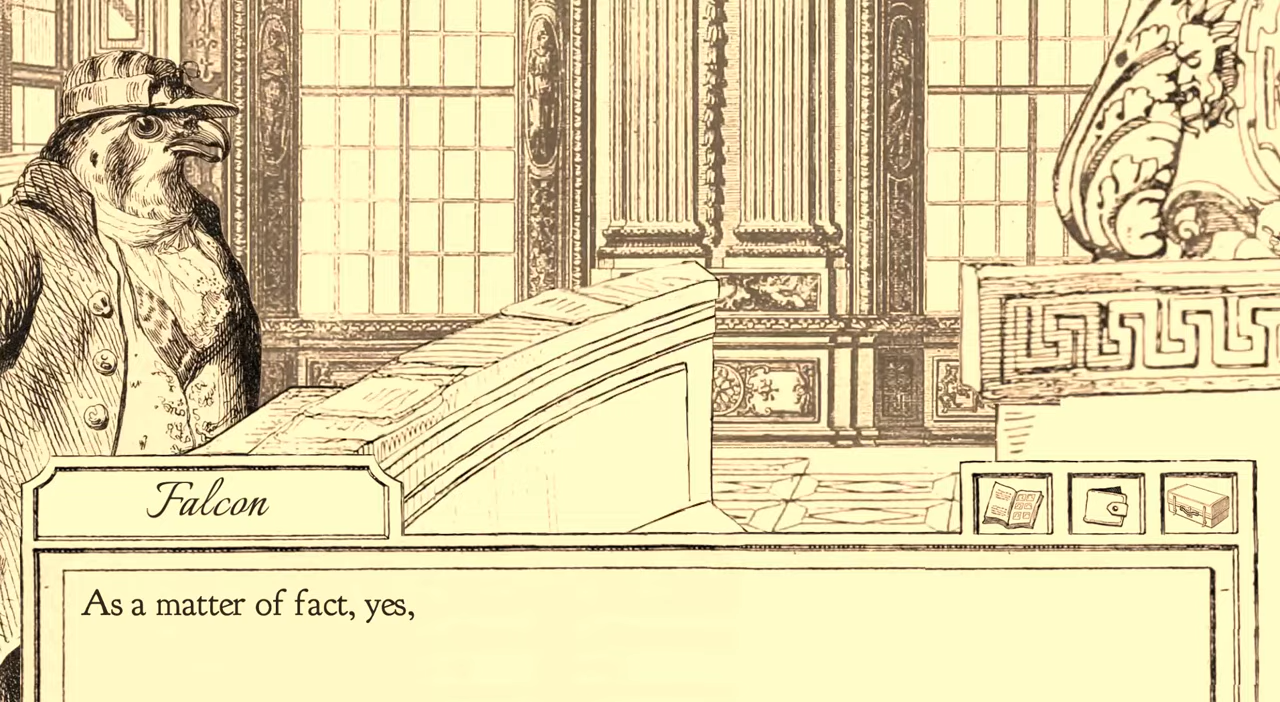 Falcon
As a matter of fact, yes,